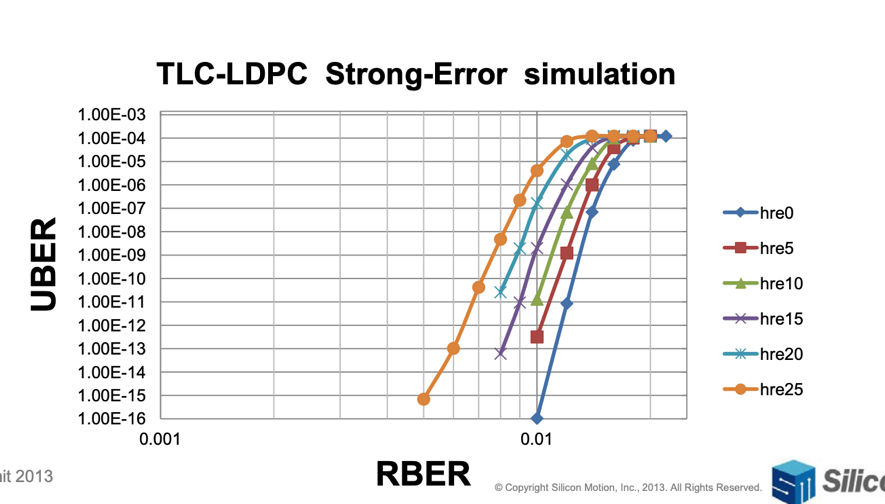 TLC-LDPC Strong-Error simulation
1.00E-03
1.00E-04
1.00E-05
1.00E-06
1.00E-07
1.00E-08
1.00E-09
1.00E-10
1.00E-11
1.00E-12
1.00E-13
1.00E-14
1.00E-15
1.00E-16
UBER
0.001
0.01
RBER
hre0
hre5
hre10
hre15
hre20
hre25
2013
© Copyright Silicon Motion, Inc., 2013. All Rights Reserved.